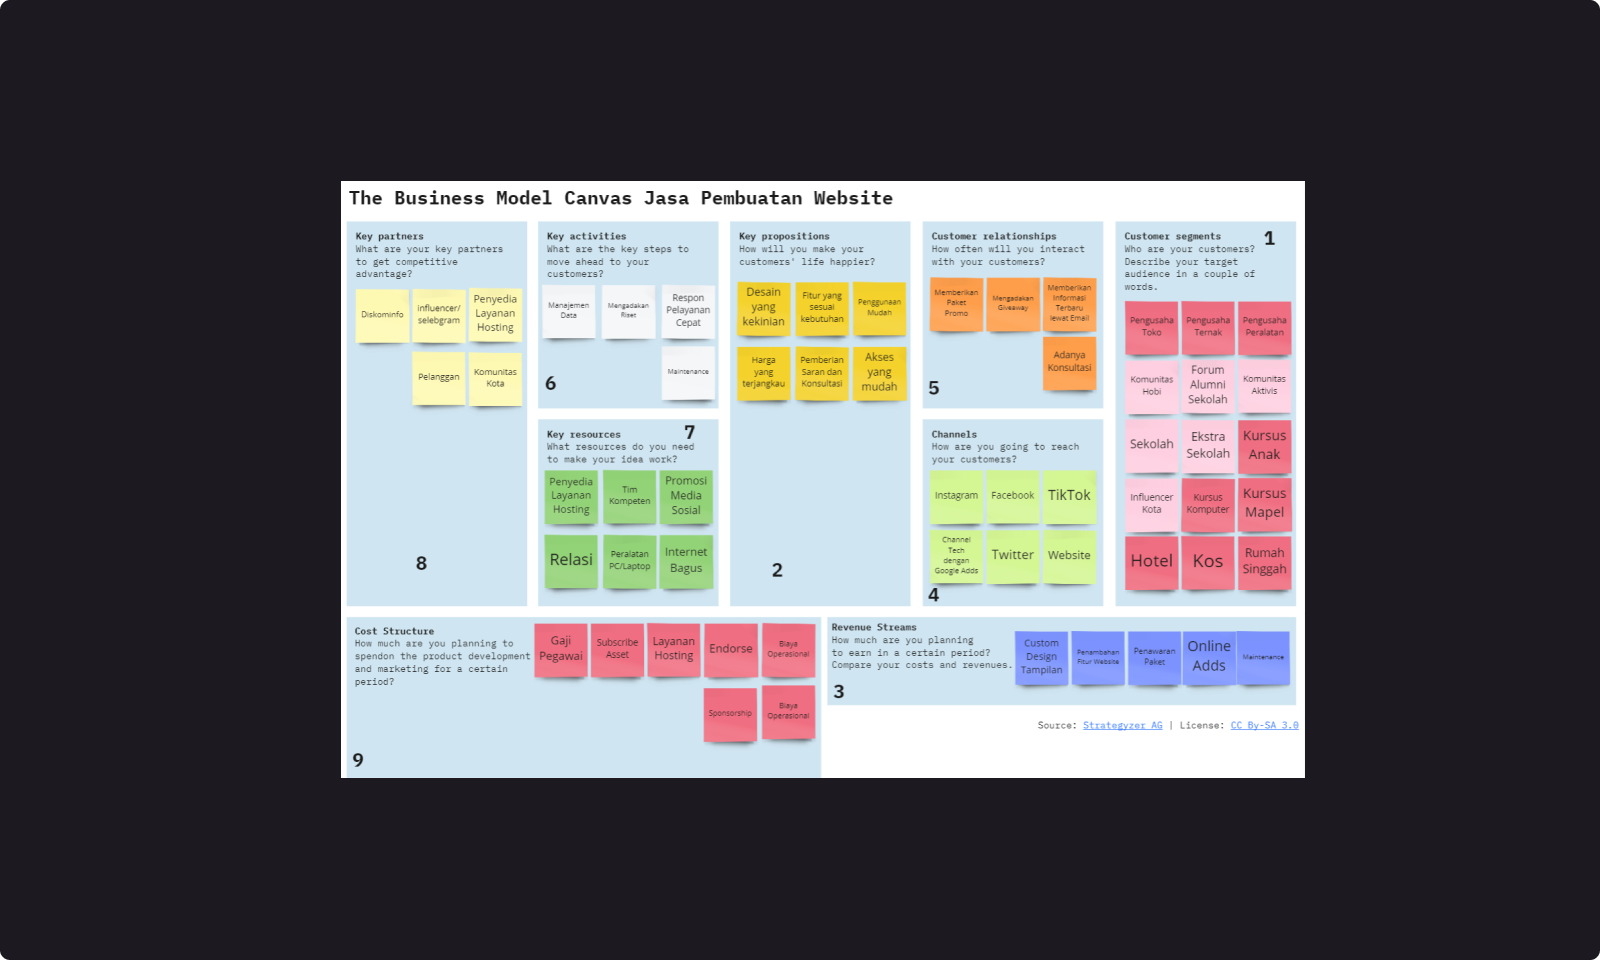 The Business Model Canvas Jasa Pembuatan Website
Key partners
What are your key partners
to get competitive
advantage?
Diskominfo
influencer/
selebgram
Penyedia
Layanan
Hosting
Pelanggan
Komunitas
Kota
8
Key activities
What are the key steps to
move ahead to your
customers?
Manajemen
Data
Mengadakan
Riset
Respon
Pelayanan
Cepat
Maintenance
6
Key resources
7
What resources do you need
to make your idea work?
Penyedia
Layanan
Hosting
Tim
Kompeten
Promosi
Media
Sosial
Relasi
Peralatan
PC/Laptop
Internet
Bagus
Key propositions
How will you make your
customers' life happier?
Desain
yang
kekinian
Fitur yang
sesuai
kebutuhan
Penggunaan
Mudah
Harga
yang
terjangkau
Pemberian
Saran dan
Konsultasi
Akses
yang
mudah
2
Customer relationships
How often will you interact
with your customers?
Memberikan
Paket
Promo
Mengadakan
Giveaway
Memberikan
Informasi
Terbaru
lewat Email
Adanya
Konsultasi
5
Channels
How are you going to reach
your customers?
Instagram
Facebook
TikTok
Channel
Tech
dengan
Google Adds
Twitter
Website
4
Customer segments
1
Who are your customers?
Describe your target
audience in a couple of
words.
Pengusaha
Toko
Pengusaha
Ternak
Pengusaha
Peralatan
Komunitas
Hobi
Forum
Alumni
Sekolah
Komunitas
Aktivis
Sekolah
Ekstra
Sekolah
Kursus
Anak
Influencer
Kota
Kursus
Komputer
Kursus
Mapel
Hotel
Kos
Rumah
Singgah
Cost Structure
How much are you planning to
spendon the product development
and marketing for a certain
period?
Gaji
Pegawai
Subscribe
Asset
Layanan
Hosting
Endorse
Biaya
Operasional
Sponsorship
Biaya
Operasional
9
Revenue Streams
How much are you planning
to earn in a certain period?
Compare your costs and revenues.
Custom
Design
Tampilan
Penambahan
Fitur Website
Penawaran
Paket
Online
Adds
Maintenance
3
Source: Strategyzer AG | License: CC By-SA 3.0